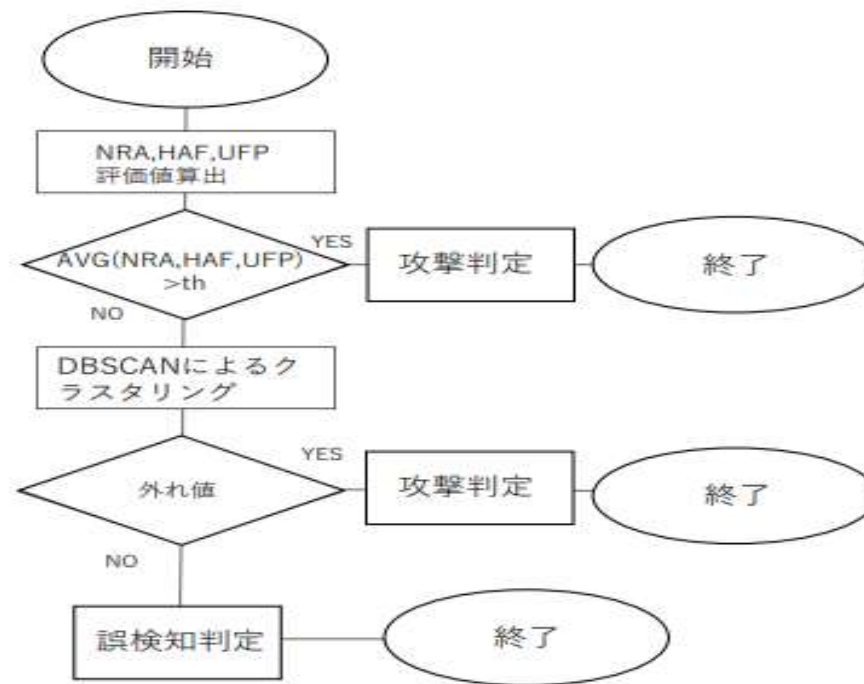 開始
NRA,HAF,UFP
評価値算出
AVG(NRA,HAF,UFP)
>th
YES
攻撃判定
終了
NO
DBSCANによるク
ラスタリング
外れ値
YES
攻撃判定
終了
NO
誤検知判定
終了